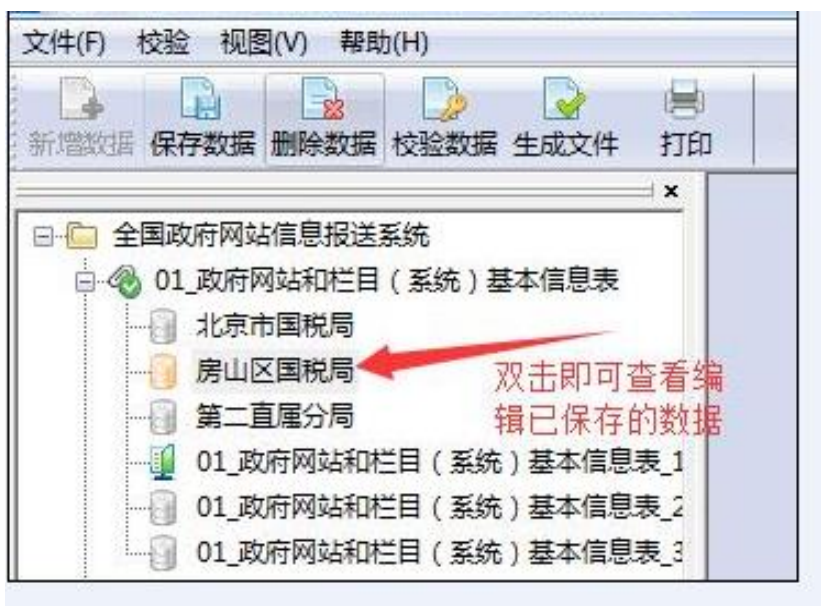 文件(F) 校验 视图(V) 帮助(H)
新增数据 保存数据 删除数据 校验数据 生成文件 打印
全国政府网站信息报送系统
01_政府网站和栏目（系统）基本信息表
北京市国税局
房山区国税局
双击即可查看编
辑已保存的数据
第二直属分局
01_政府网站和栏目（系统）基本信息表_1
01_政府网站和栏目（系统）基本信息表_2
01_政府网站和栏目（系统）基本信息表_3